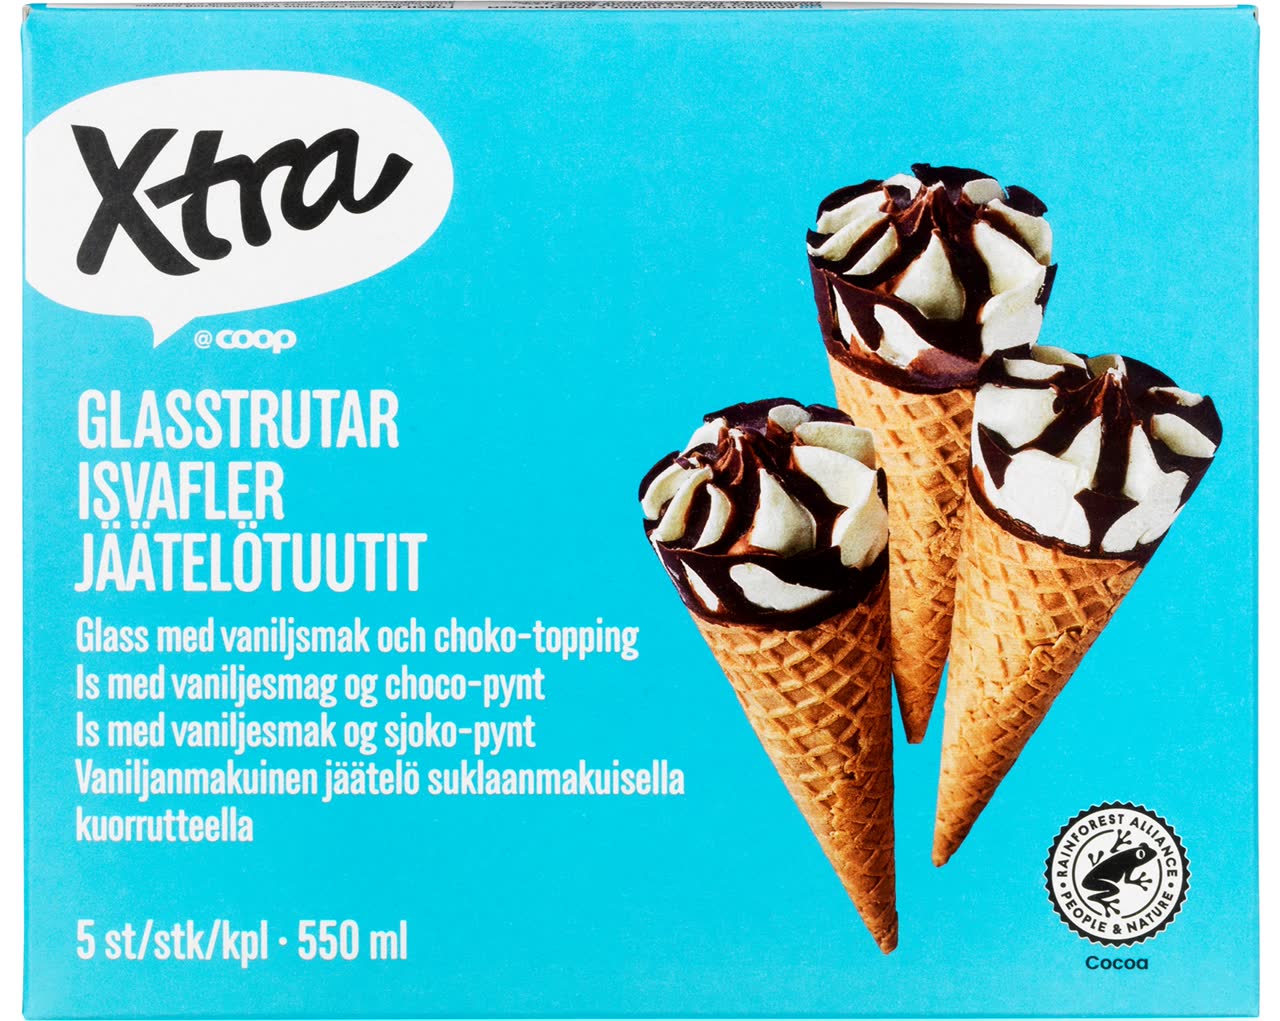 Xtra
@coop
GLASSTRUTAR
ISVAFLER
JÄÄTELÖTUUTIT
Glass med vaniljsmak och choko-topping
Is med vaniljesmag og choco-pynt
Is med vaniljesmak og sjoko-pynt
Vaniljanmakuinen jäätelö suklaanmakuisella
kuorrutteella
5 st/stk/kpl · 550 ml
RAINFOREST ALLIANCE
PEOPLE & NATURE
Cocoa